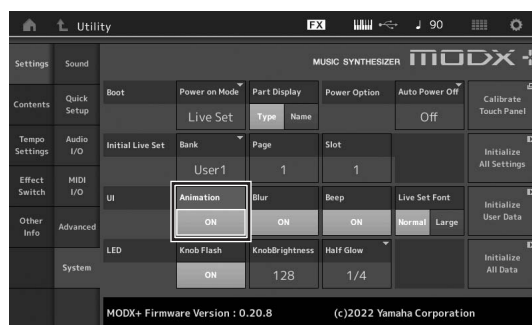 Utility FX 90
MUSIC SYNTHESIZER MODX+
Settings Sound
Contents Quick Setup
Tempo Settings Audio I/O
Effect Switch MIDI I/O
Other Info Advanced
System
Boot Power on Mode Part Display Power Option Auto Power Off Calibrate Touch Panel
Live Set Type Name Off
Initial Live Set Bank Page Slot Initialize All Settings
User1 1 1
UI Animation Blur Beep Live Set Font Initialize User Data
ON ON ON Normal Large
LED Knob Flash KnobBrightness Half Glow Initialize All Data
ON 128 1/4
MODX+ Firmware Version : 0.20.8 (c)2022 Yamaha Corporation